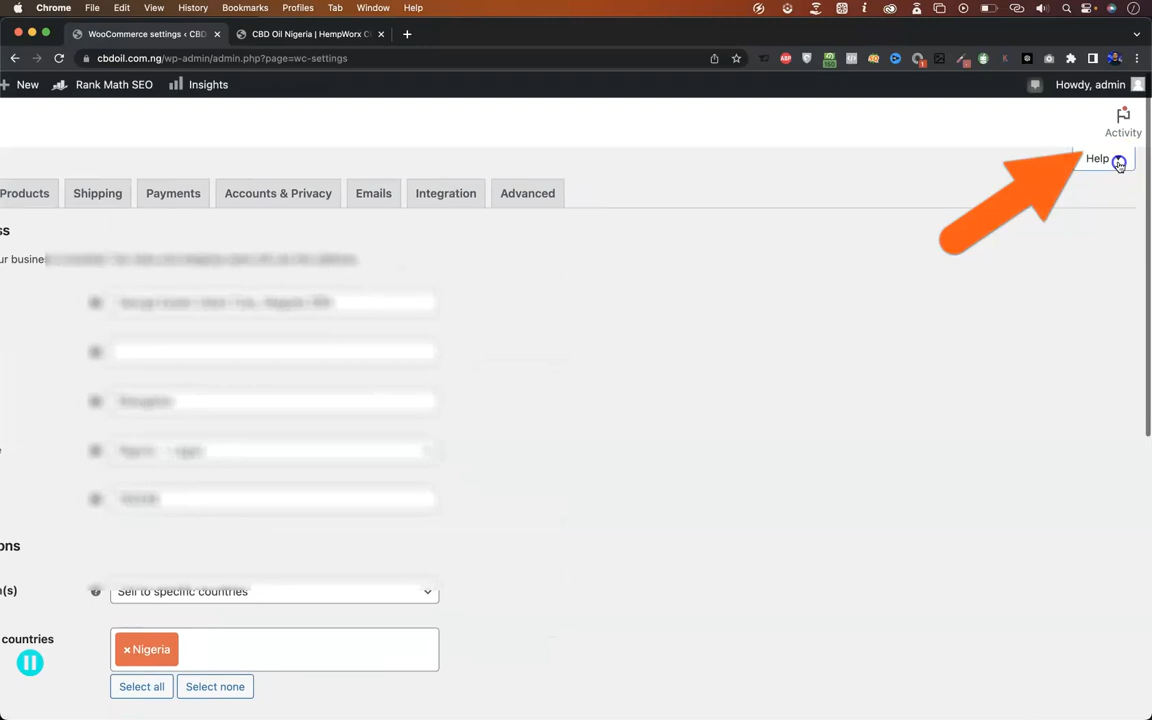 Chrome File Edit View History Bookmarks Profiles Tab Window Help
WooCommerce settings ‹ CBD
CBD Oil Nigeria | HempWorx C
cbdoil.com.ng/wp-admin/admin.php?page=wc-settings
New Rank Math SEO Insights Howdy, admin
Activity
Help
Products Shipping Payments Accounts & Privacy Emails Integration Advanced
ss
ur busine
e
ons
n(s) Sell to specific countries
countries ×Nigeria
Select all Select none